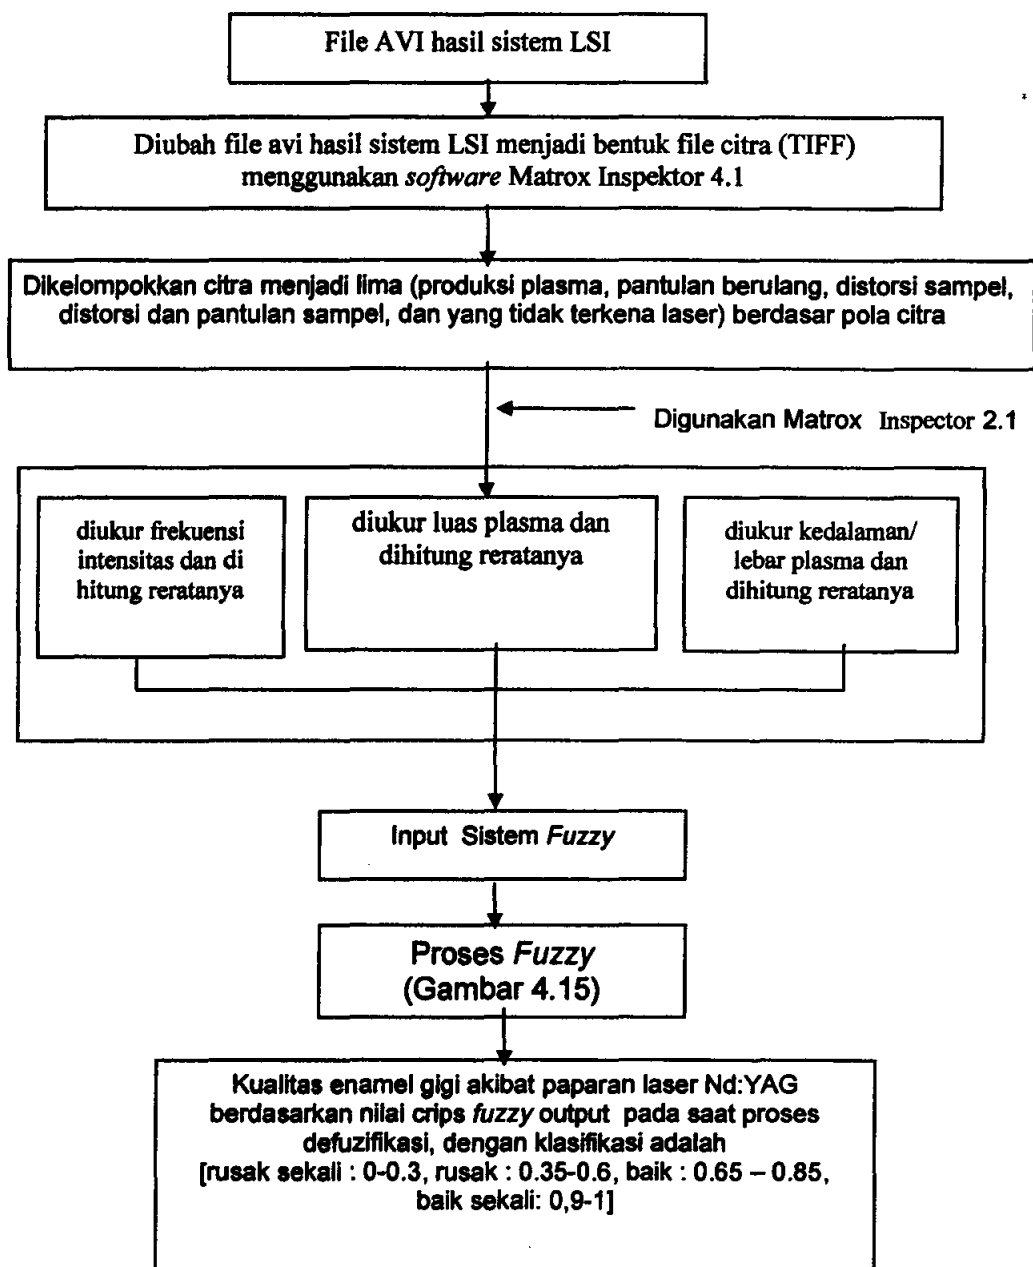 File AVI hasil sistem LSI
Diubah file avi hasil sistem LSI menjadi bentuk file citra (TIFF)
menggunakan software Matrox Inspektor 4.1
Dikelompokkan citra menjadi lima (produksi plasma, pantulan berulang, distorsi sampel,
distorsi dan pantulan sampel, dan yang tidak terkena laser) berdasar pola citra
Digunakan Matrox Inspector 2.1
diukur frekuensi
intensitas dan di
hitung reratanya
diukur luas plasma dan
dihitung reratanya
diukur kedalaman/
lebar plasma dan
dihitung reratanya
Input Sistem Fuzzy
Proses Fuzzy
(Gambar 4.15)
Kualitas enamel gigi akibat paparan laser Nd:YAG
berdasarkan nilai crips fuzzy output pada saat proses
defuzifikasi, dengan klasifikasi adalah
[rusak sekali : 0-0.3, rusak : 0.35-0.6, baik : 0.65 – 0.85,
baik sekali: 0,9-1]